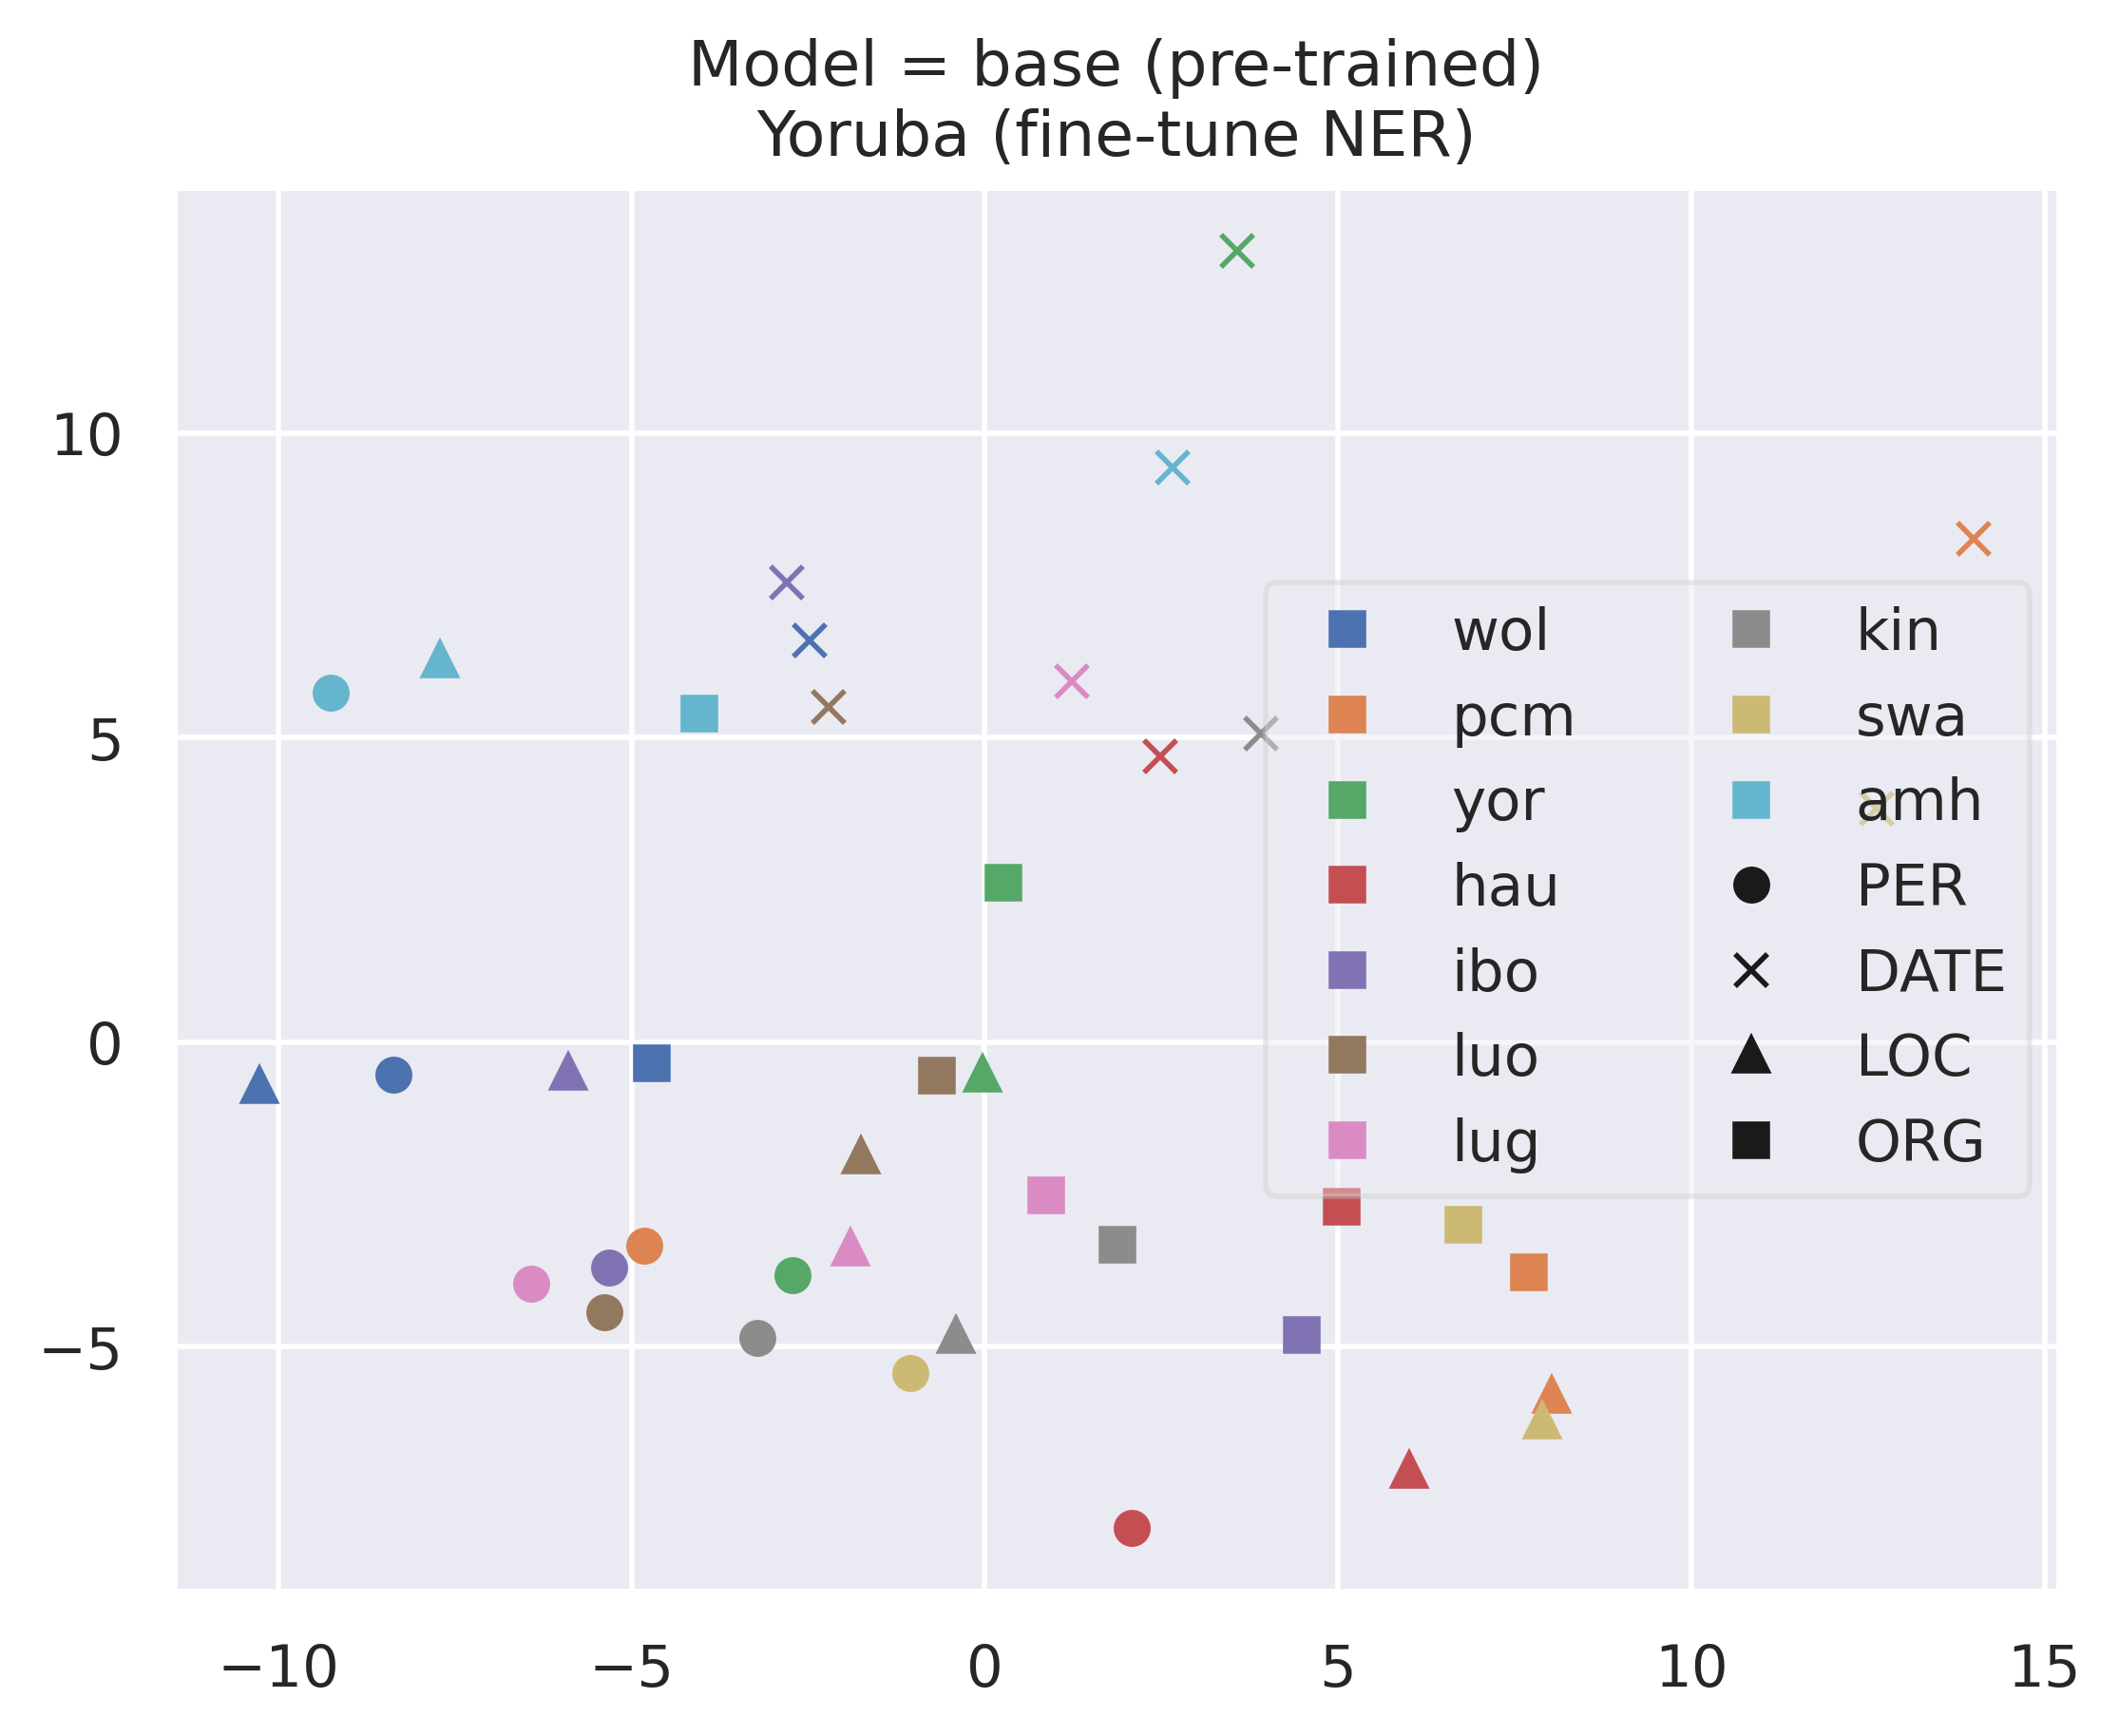 Model = base (pre-trained)
Yoruba (fine-tune NER)
10
5
0
−5
−10
−5
0
5
10
15
wol
pcm
yor
hau
ibo
luo
lug
kin
swa
amh
PER
DATE
LOC
ORG